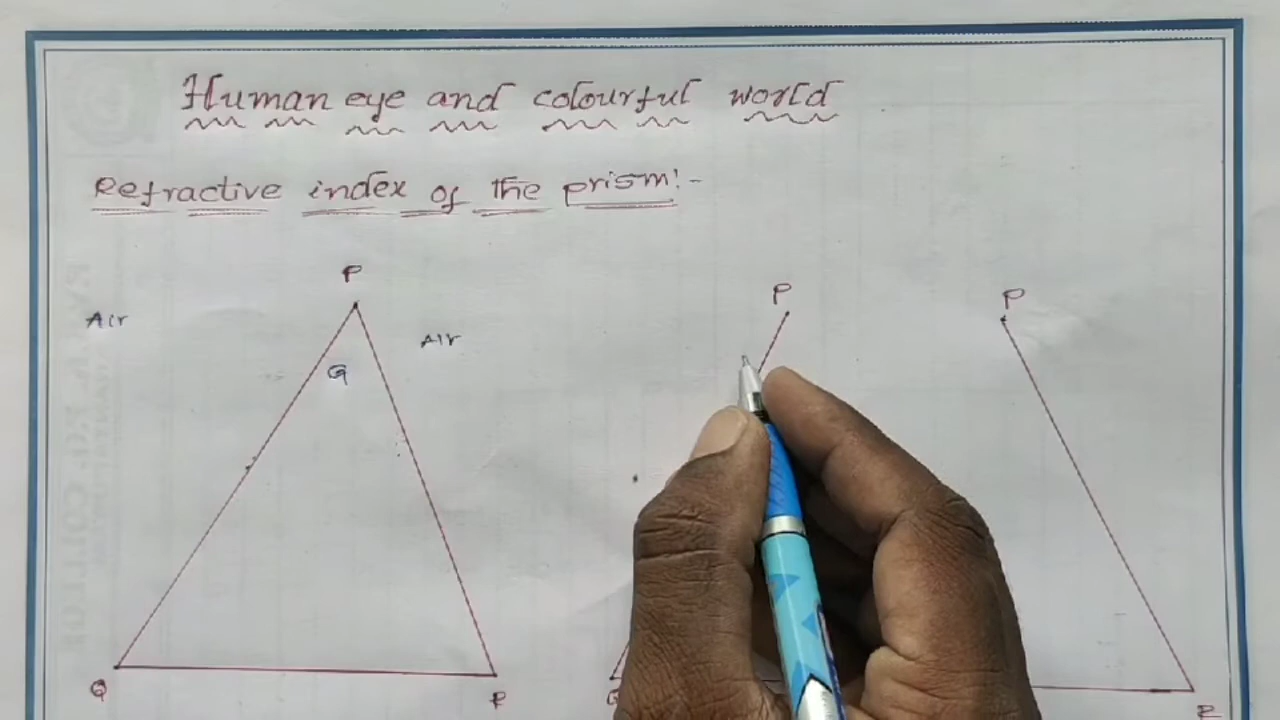 Human eye and colourful world
Refractive index of the prism:-
P
Air
Air
G
P
P
Q
R
R